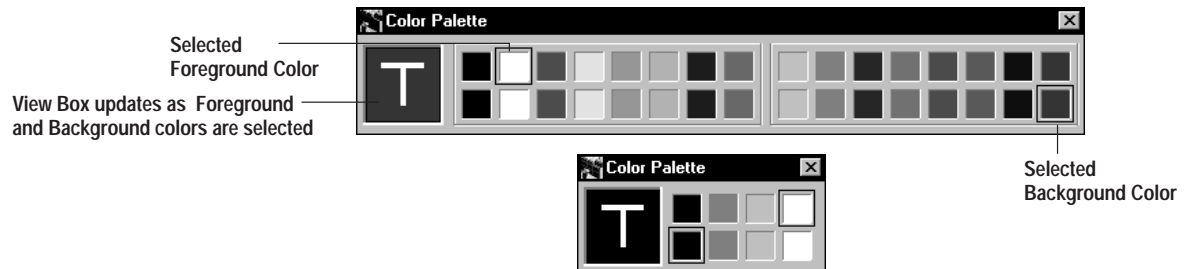 Color Palette
Selected
Foreground Color
T
View Box updates as Foreground
and Background colors are selected
Selected
Background Color
Color Palette
T